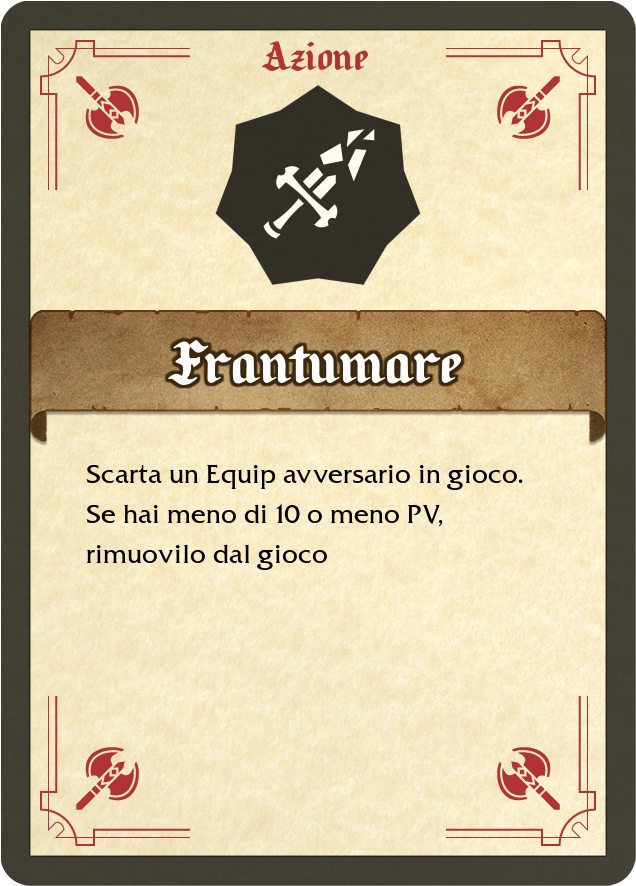 Azione
Frantumare
Scarta un Equip avversario in gioco.
Se hai meno di 10 o meno PV,
rimuovilo dal gioco